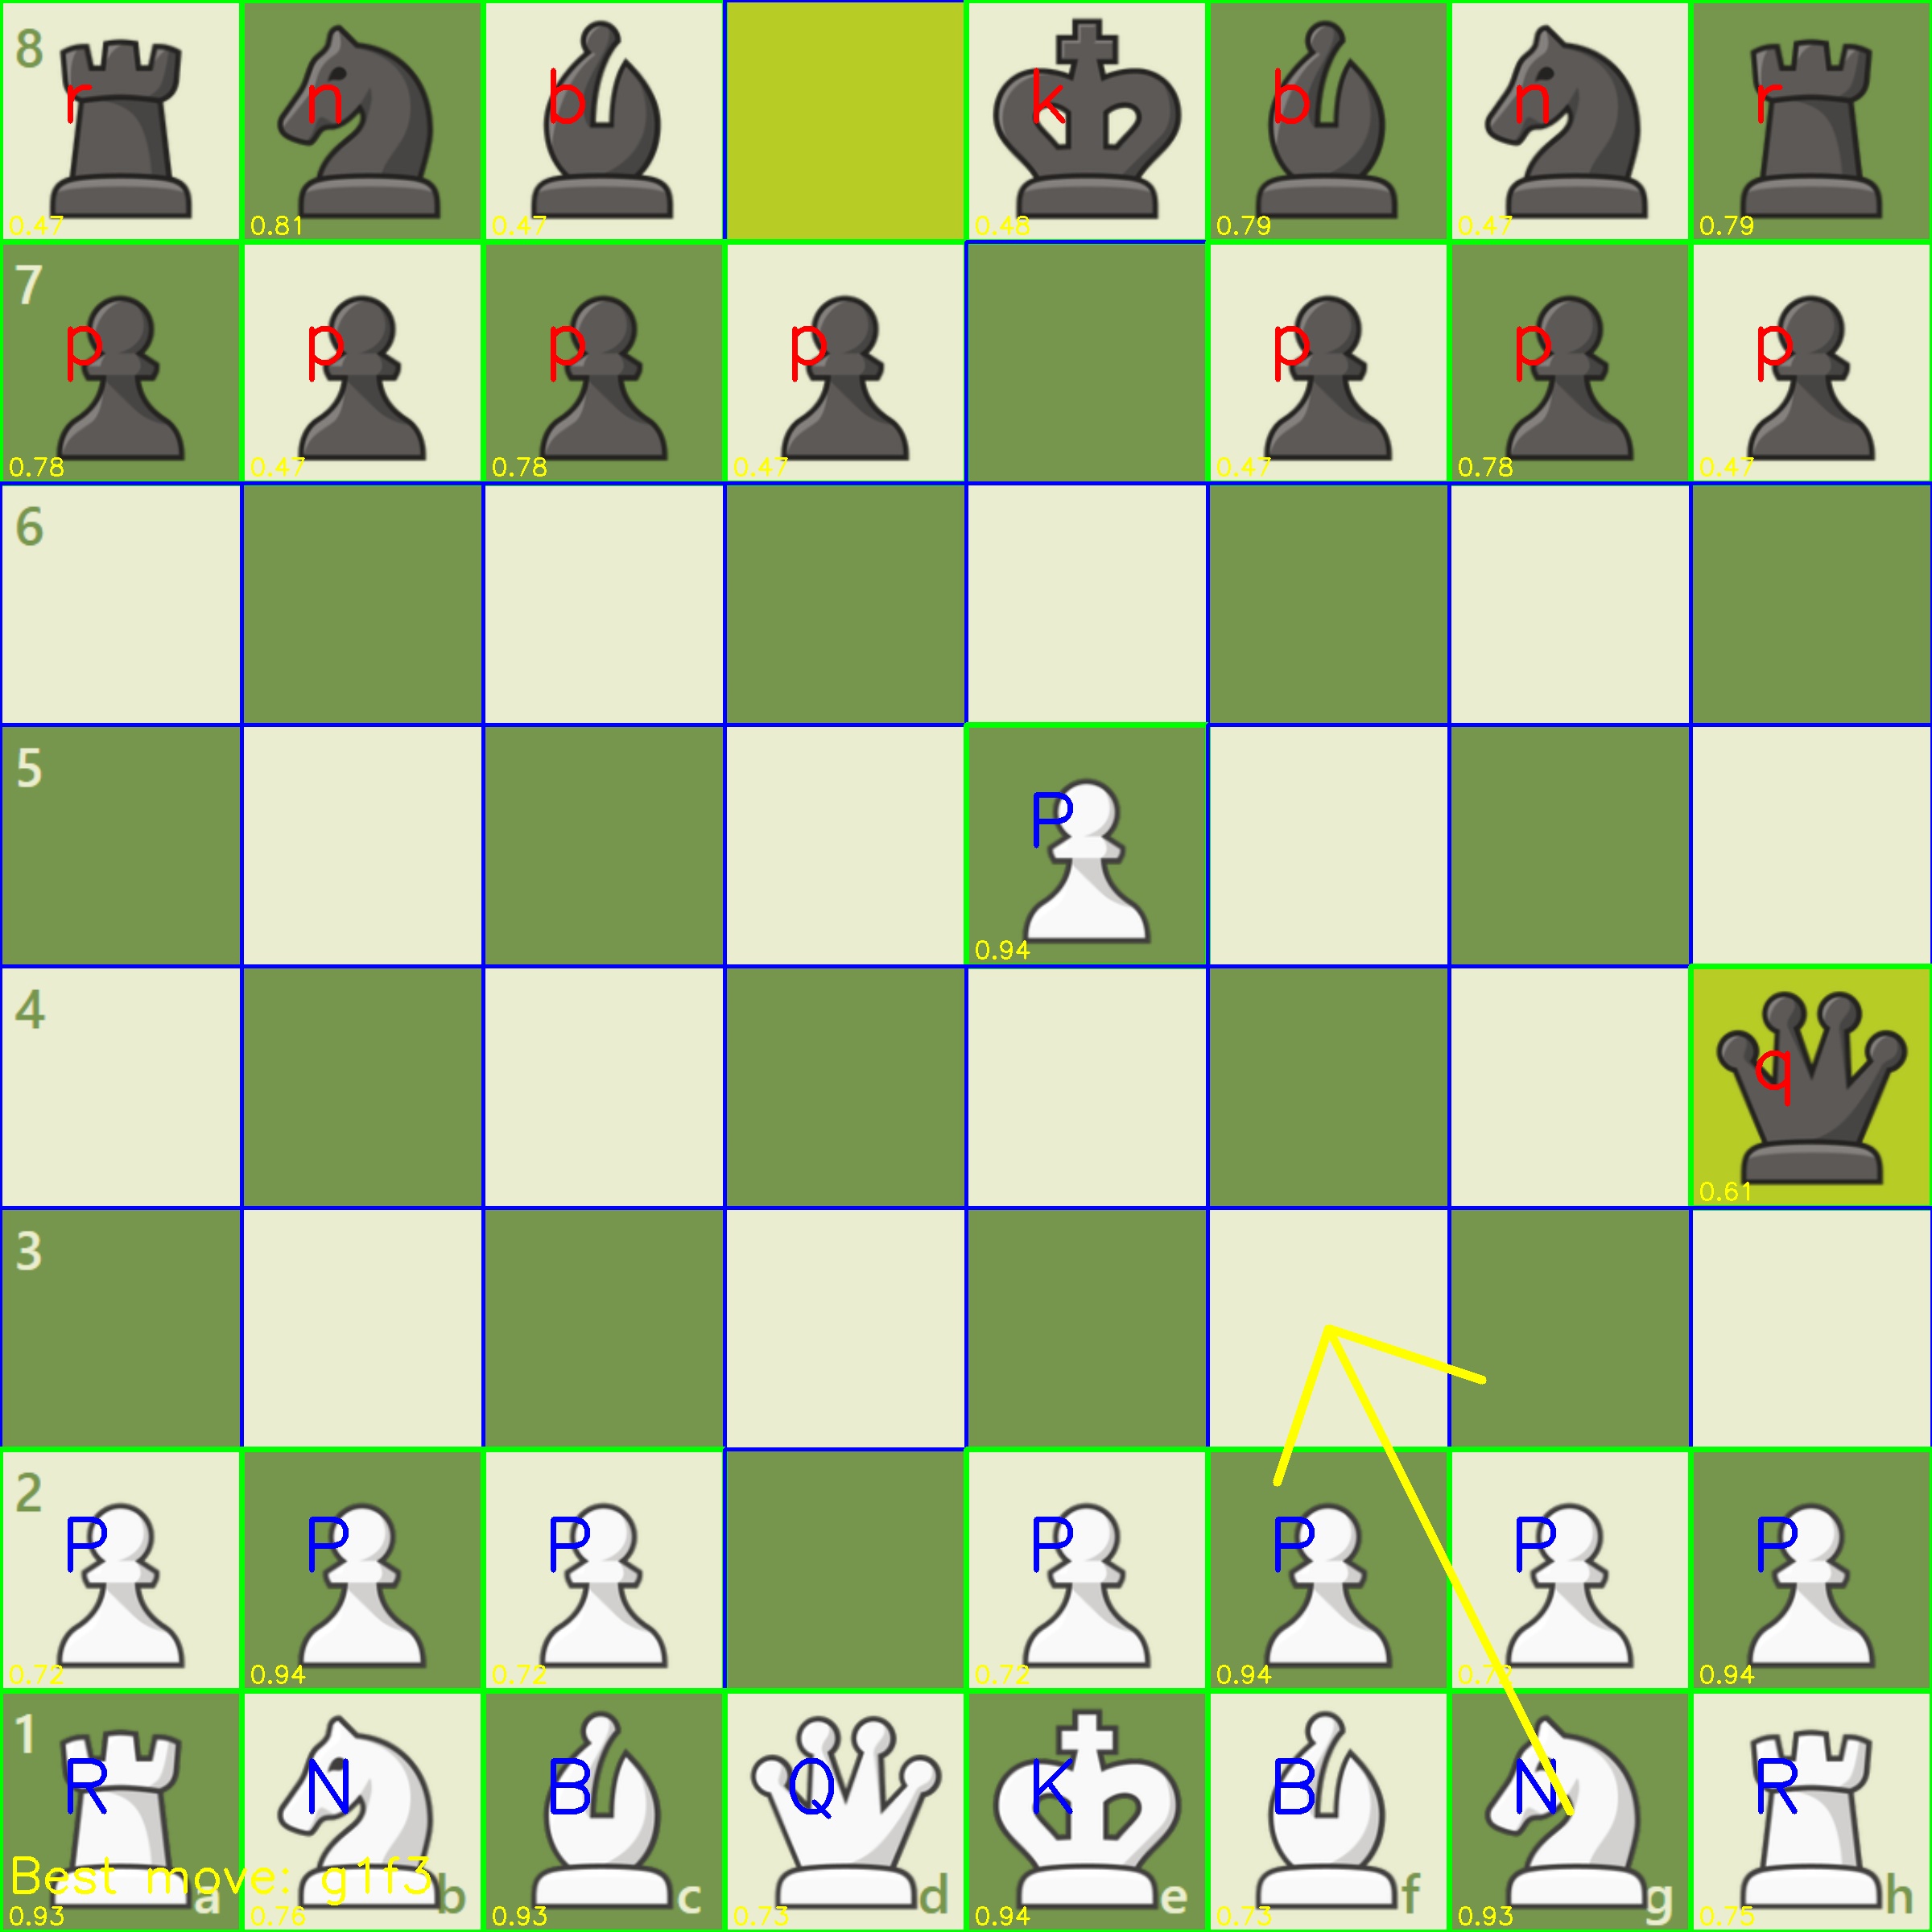 8 r n b k b n r
0.47 0.81 0.47 0.48 0.79 0.47 0.79
7 p p p p p p p
0.78 0.47 0.78 0.47 0.47 0.78 0.47
6
5 P
0.94
4 q
0.61
3
2 P P P P P P P
0.72 0.94 0.72 0.72 0.94 0.94
1 R N B Q K B N R
Best move: g1f3
a b c d e f g h
0.93 0.76 0.93 0.73 0.94 0.73 0.93 0.75